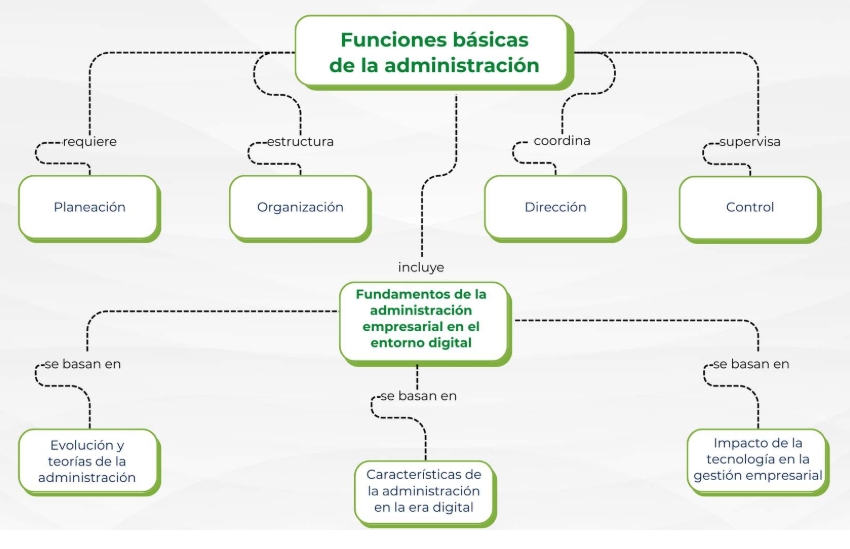 Funciones básicas
de la administración
requiere
estructura
coordina
supervisa
Planeación
Organización
Dirección
Control
incluye
Fundamentos de la
administración
empresarial en el
entorno digital
se basan en
se basan en
se basan en
Evolución y
teorías de la
administración
Características de
la administración
en la era digital
Impacto de la
tecnología en la
gestión empresarial